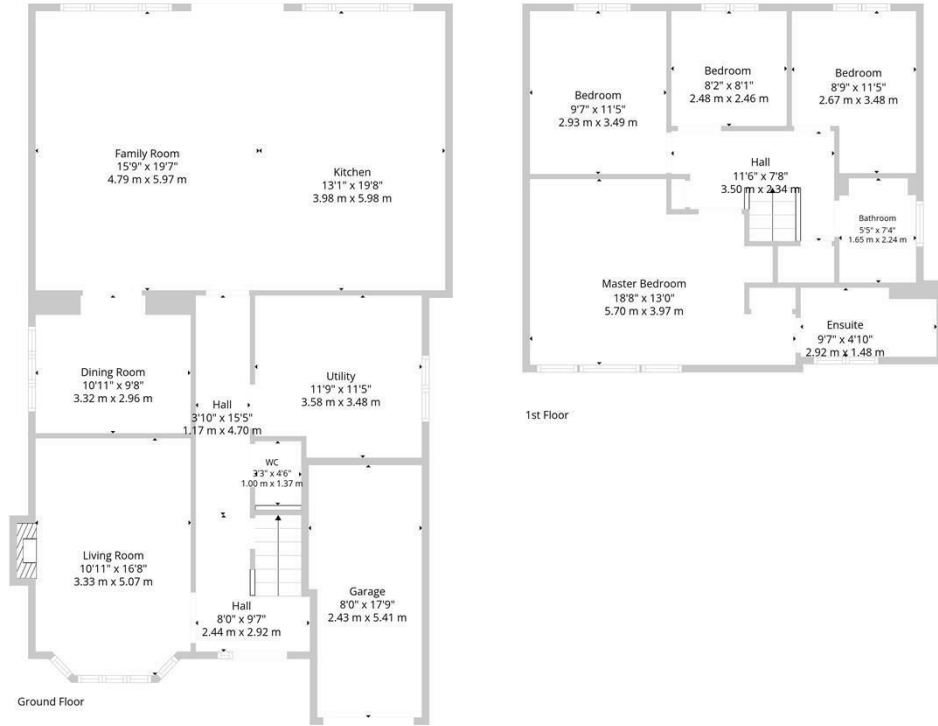 Family Room
15'9" x 19'7"
4.79 m x 5.97 m
Kitchen
13'1" x 19'8"
3.98 m x 5.98 m
Dining Room
10'11" x 9'8"
3.32 m x 2.96 m
Hall
3'10" x 15'5"
1.17 m x 4.70 m
Utility
11'9" x 11'5"
3.58 m x 3.48 m
WC
3'3" x 4'6"
1.00 m x 1.37 m
Living Room
10'11" x 16'8"
3.33 m x 5.07 m
Hall
8'0" x 9'7"
2.44 m x 2.92 m
Garage
8'0" x 17'9"
2.43 m x 5.41 m
Ground Floor
Bedroom
9'7" x 11'5"
2.93 m x 3.49 m
Bedroom
8'2" x 8'1"
2.48 m x 2.46 m
Bedroom
8'9" x 11'5"
2.67 m x 3.48 m
Hall
11'6" x 7'8"
3.50 m x 2.34 m
Bathroom
5'5" x 7'4"
1.65 m x 2.24 m
Master Bedroom
18'8" x 13'0"
5.70 m x 3.97 m
Ensuite
9'7" x 4'10"
2.92 m x 1.48 m
1st Floor